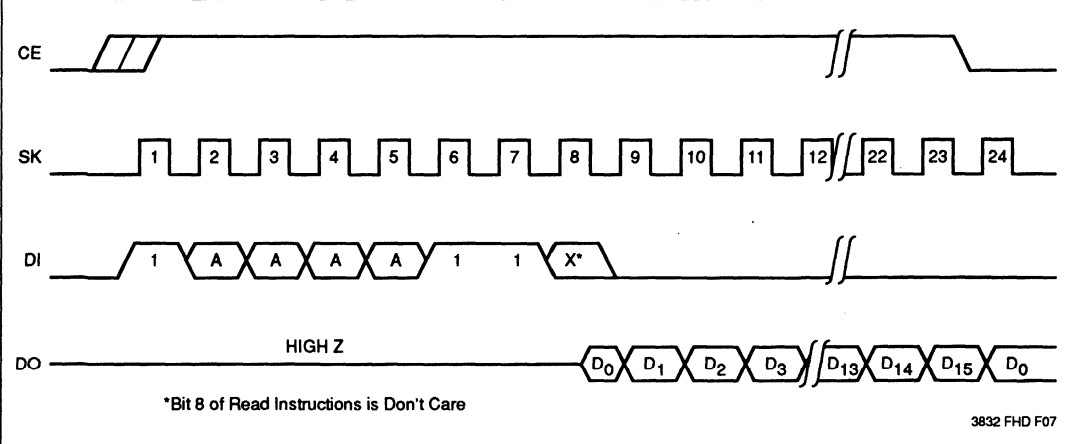 CE
SK 1 2 3 4 5 6 7 8 9 10 11 12 22 23 24
DI 1 A A A A 1 1 X*
HIGH Z
DO D0 D1 D2 D3 D13 D14 D15 D0
*Bit 8 of Read Instructions is Don't Care
3832 FHD F07